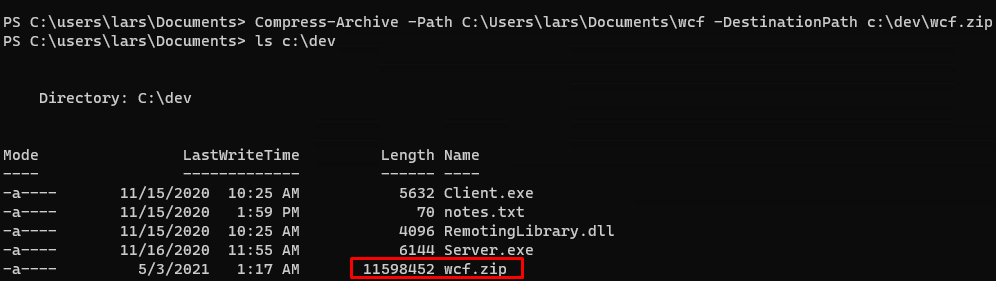 PS C:\users\lars\Documents> Compress-Archive -Path C:\Users\lars\Documents\wcf -DestinationPath c:\dev\wcf.zip
PS C:\users\lars\Documents> ls c:\dev
Directory: C:\dev
Mode LastWriteTime Length Name
---- ------------- ------ ----
-a---- 11/15/2020 10:25 AM 5632 Client.exe
-a---- 11/15/2020 1:59 PM 70 notes.txt
-a---- 11/15/2020 10:25 AM 4096 RemotingLibrary.dll
-a---- 11/16/2020 11:55 AM 6144 Server.exe
-a---- 5/3/2021 1:17 AM 11598452 wcf.zip